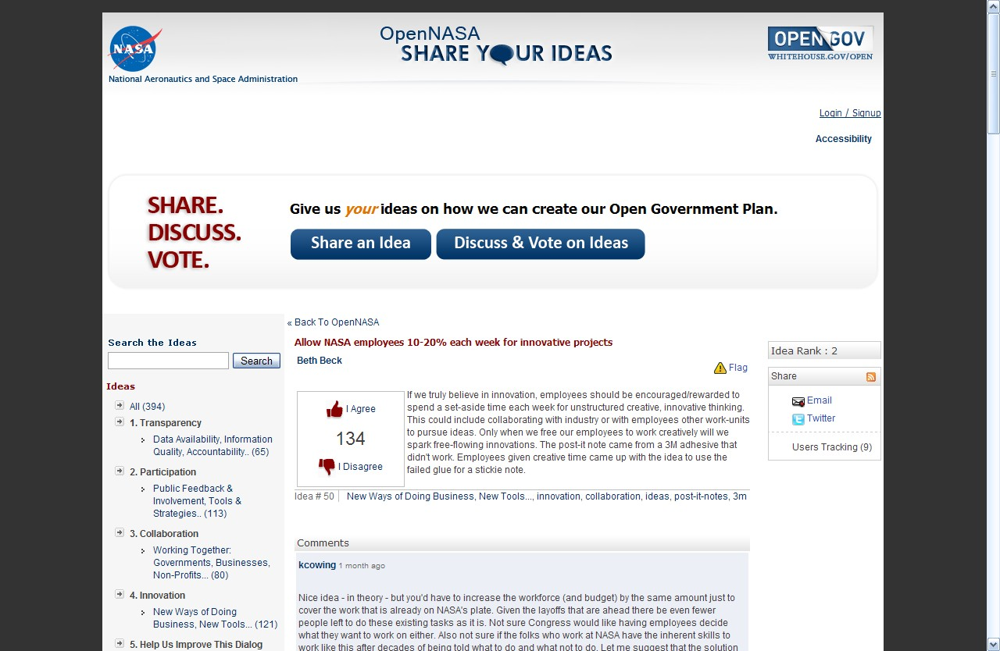 NASA
National Aeronautics and Space Administration
OpenNASA
SHARE YOUR IDEAS
OPEN GOV
WHITEHOUSE.GOV/OPEN
Login / Signup
Accessibility
SHARE.
DISCUSS.
VOTE.
Give us your ideas on how we can create our Open Government Plan.
Share an Idea
Discuss & Vote on Ideas
Search the Ideas
Search
Ideas
All (394)
1. Transparency
Data Availability, Information
Quality, Accountability.. (65)
2. Participation
Public Feedback &
Involvement, Tools &
Strategies.. (113)
3. Collaboration
Working Together:
Governments, Businesses,
Non-Profits... (80)
4. Innovation
New Ways of Doing
Business, New Tools... (121)
5. Help Us Improve This Dialog
« Back To OpenNASA
Allow NASA employees 10-20% each week for innovative projects
Beth Beck
Flag
I Agree
134
I Disagree
If we truly believe in innovation, employees should be encouraged/rewarded to
spend a set-aside time each week for unstructured creative, innovative thinking.
This could include collaborating with industry or with employees other work-units
to pursue ideas. Only when we free our employees to work creatively will we
spark free-flowing innovations. The post-it note came from a 3M adhesive that
didn't work. Employees given creative time came up with the idea to use the
failed glue for a stickie note.
Idea # 50
New Ways of Doing Business, New Tools..., innovation, collaboration, ideas, post-it-notes, 3m
Comments
kcowing 1 month ago
Nice idea - in theory - but you'd have to increase the workforce (and budget) by the same amount just to
cover the work that is already on NASA's plate. Given the layoffs that are ahead there be even fewer
people left to do these existing tasks as it is. Not sure Congress would like having employees decide
what they want to work on either. Also not sure if the folks who work at NASA have the inherent skills to
work like this after decades of being told what to do and what not to do. Let me suggest that the solution
Idea Rank : 2
Share
Email
Twitter
Users Tracking (9)